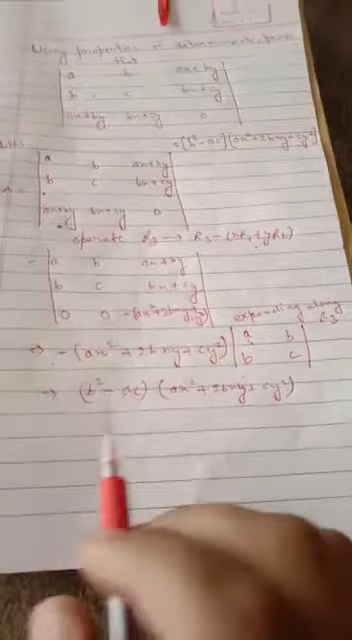 Using properties of determinants prove
that
| a b ax+by |
| b c bx+cy |
| ax+by bx+cy 0 |
= (b²-ac)(ax²+2bxy+cy²)
LHS
Δ = | a b ax+by |
| b c bx+cy |
| ax+by bx+cy 0 |
operate R₃ → R₃ - (xR₁ + yR₂)
= | a b ax+by |
| b c bx+cy |
| 0 0 -(ax²+2bxy+cy²) |
expanding along R₃
⇒ -(ax²+2bxy+cy²) | a b |
| b c |
→ (b²-ac) (ax²+2bxy+cy²)